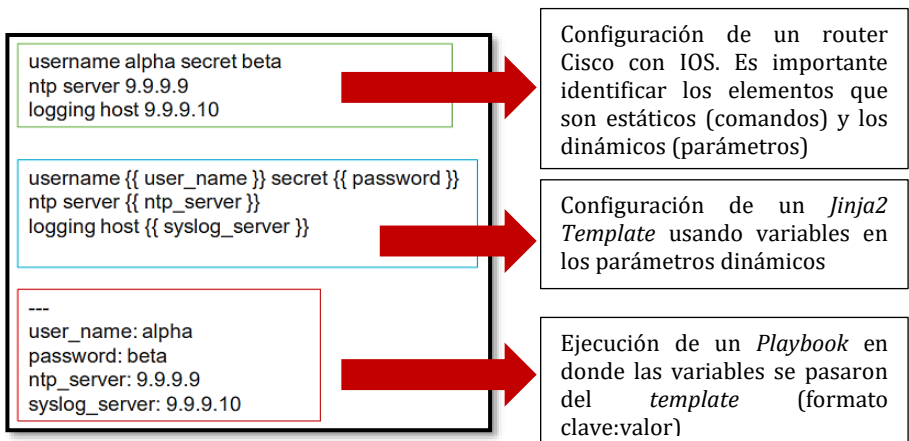 username alpha secret beta
ntp server 9.9.9.9
logging host 9.9.9.10
Configuración de un router
Cisco con IOS. Es importante
identificar los elementos que
son estáticos (comandos) y los
dinámicos (parámetros)
username {{ user_name }} secret {{ password }}
ntp server {{ ntp_server }}
logging host {{ syslog_server }}
Configuración de un Jinja2
Template usando variables en
los parámetros dinámicos
---
user_name: alpha
password: beta
ntp_server: 9.9.9.9
syslog_server: 9.9.9.10
Ejecución de un Playbook en
donde las variables se pasaron
del template (formato
clave:valor)